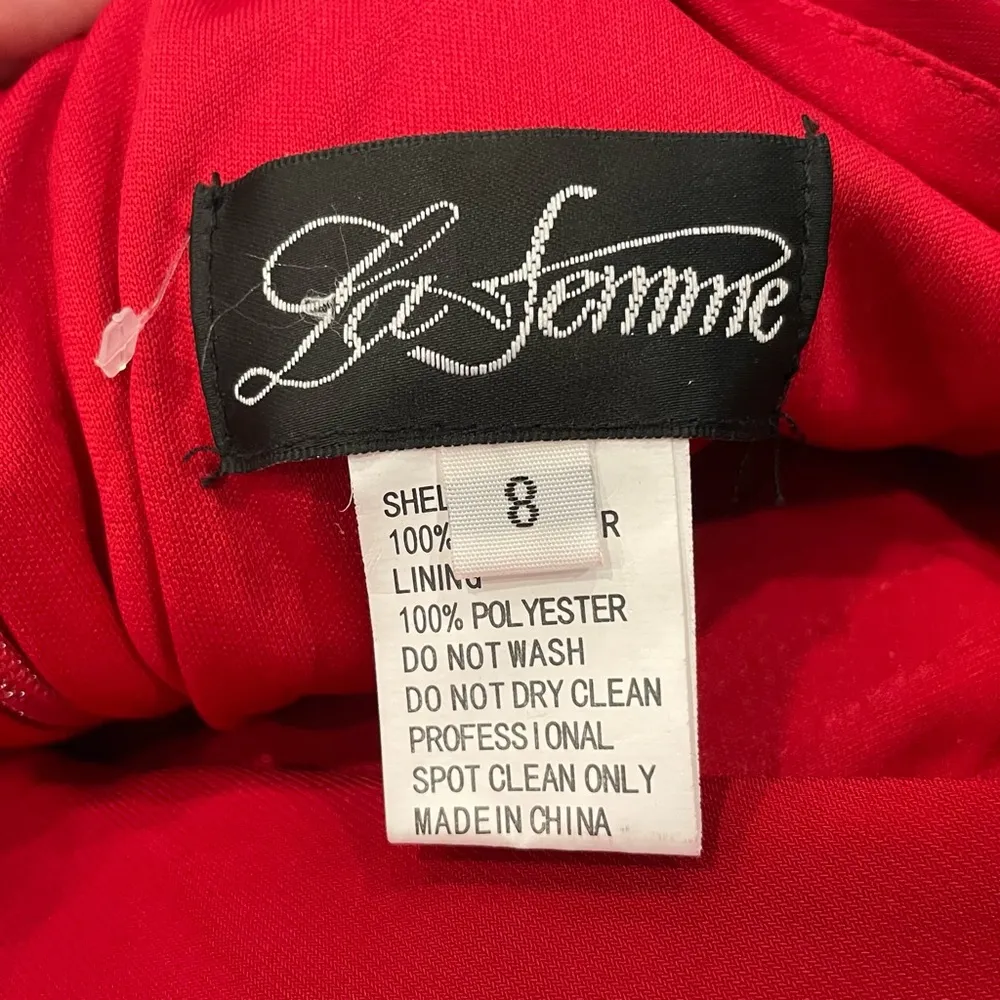 La Femme
8
100%
LINING
100% POLYESTER
DO NOT WASH
DO NOT DRY CLEAN
PROFESSIONAL
SPOT CLEAN ONLY
MADE IN CHINA